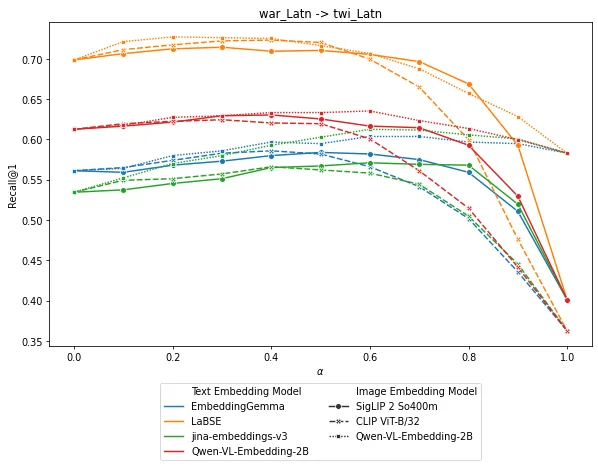 war_Latn -> twi_Latn
Recall@1
0.70
0.65
0.60
0.55
0.50
0.45
0.40
0.35
0.0 0.2 0.4 0.6 0.8 1.0
α
Text Embedding Model Image Embedding Model
EmbeddingGemma SigLIP 2 So400m
LaBSE CLIP ViT-B/32
jina-embeddings-v3 Qwen-VL-Embedding-2B
Qwen-VL-Embedding-2B